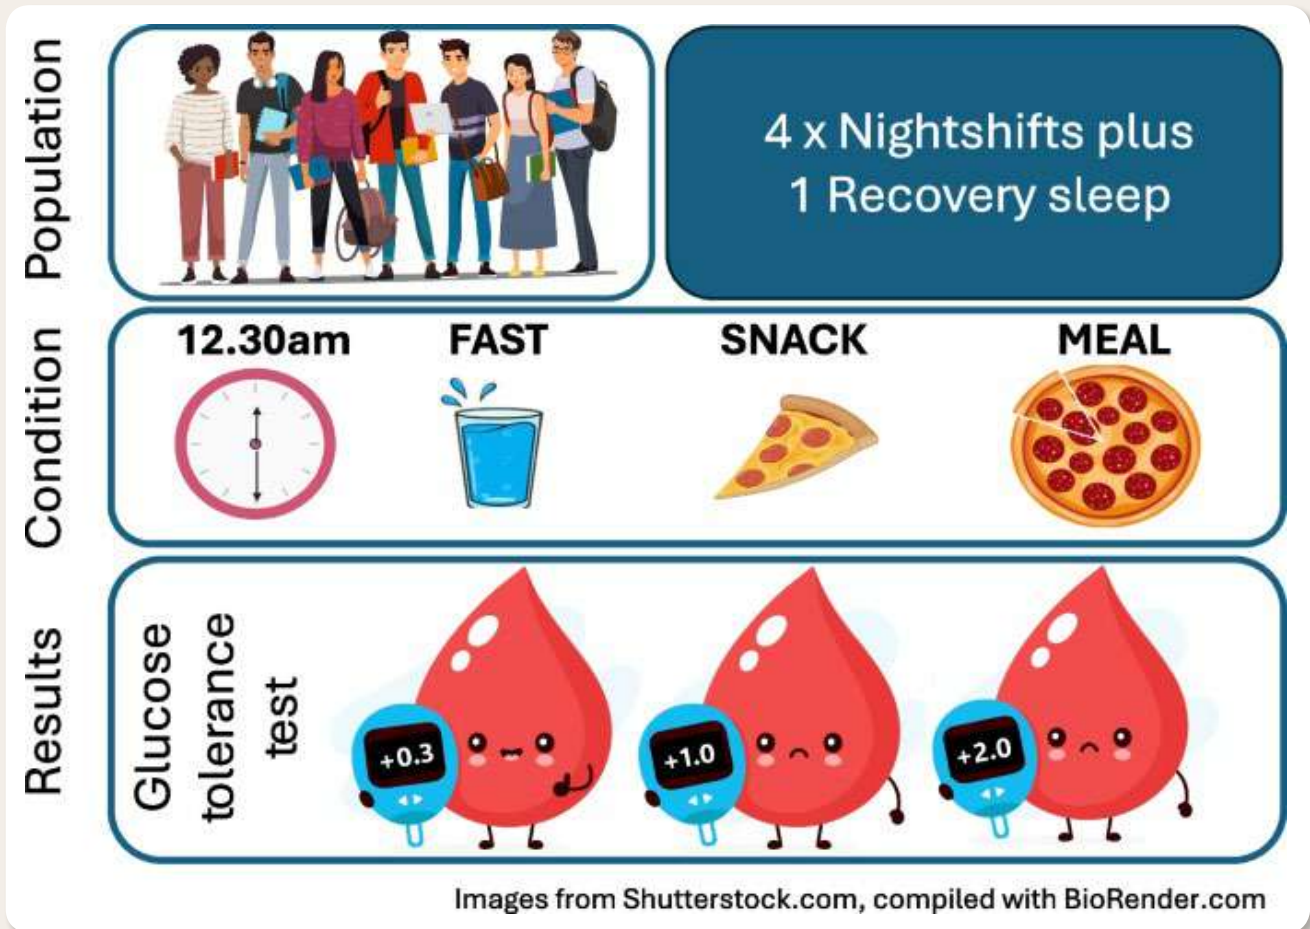 Population
4 x Nightshifts plus
1 Recovery sleep
Condition
12.30am
FAST
SNACK
MEAL
Results
Glucose
tolerance
test
+0.3
+1.0
+2.0
Images from Shutterstock.com, compiled with BioRender.com